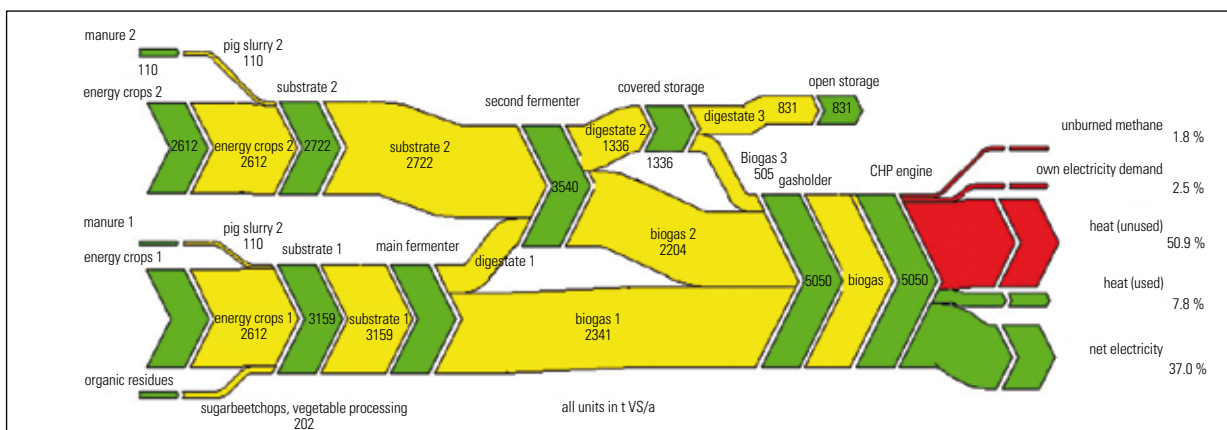 manure 2
110
pig slurry 2
110
energy crops 2
2612
energy crops 2
2612
substrate 2
2722
substrate 2
2722
second fermenter
3540
digestate 2
1336
covered storage
1336
digestate 3
831
open storage
831
Biogas 3
505
gasholder
5050
biogas 2
2204
manure 1
pig slurry 2
110
energy crops 1
energy crops 1
2612
substrate 1
3159
substrate 1
3159
main fermenter
digestate 1
biogas 1
2341
organic residues
sugarbeetchops, vegetable processing
202
biogas
CHP engine
5050
unburned methane
1.8 %
own electricity demand
2.5 %
heat (unused)
50.9 %
heat (used)
7.8 %
net electricity
37.0 %
all units in t VS/a